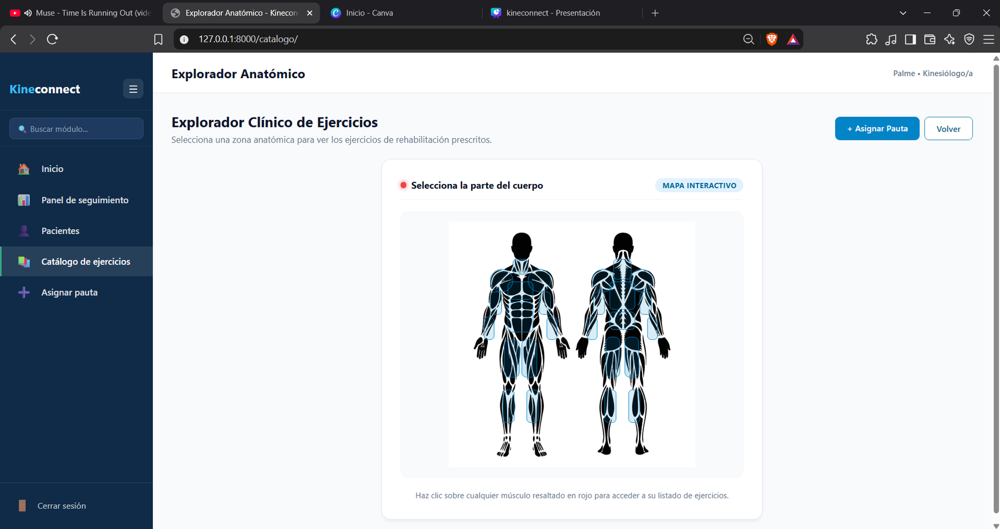 Muse - Time Is Running Out (vide
Explorador Anatómico - Kinecon
Inicio - Canva
kineconnect - Presentación
127.0.0.1:8000/catalogo/
Kineconnect
Explorador Anatómico
Palme • Kinesiólogo/a
Buscar módulo...
Inicio
Panel de seguimiento
Pacientes
Catálogo de ejercicios
Asignar pauta
Cerrar sesión
Explorador Clínico de Ejercicios
Selecciona una zona anatómica para ver los ejercicios de rehabilitación prescritos.
+ Asignar Pauta
Volver
Selecciona la parte del cuerpo
MAPA INTERACTIVO
Haz clic sobre cualquier músculo resaltado en rojo para acceder a su listado de ejercicios.